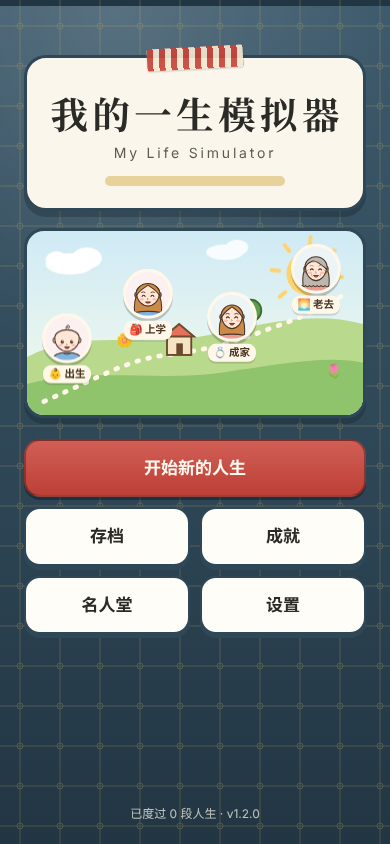 我的一生模拟器
My Life Simulator
👶 出生
🎒 上学
💍 成家
🌅 老去
开始新的人生
存档
成就
名人堂
设置
已度过 0 段人生 · v1.2.0